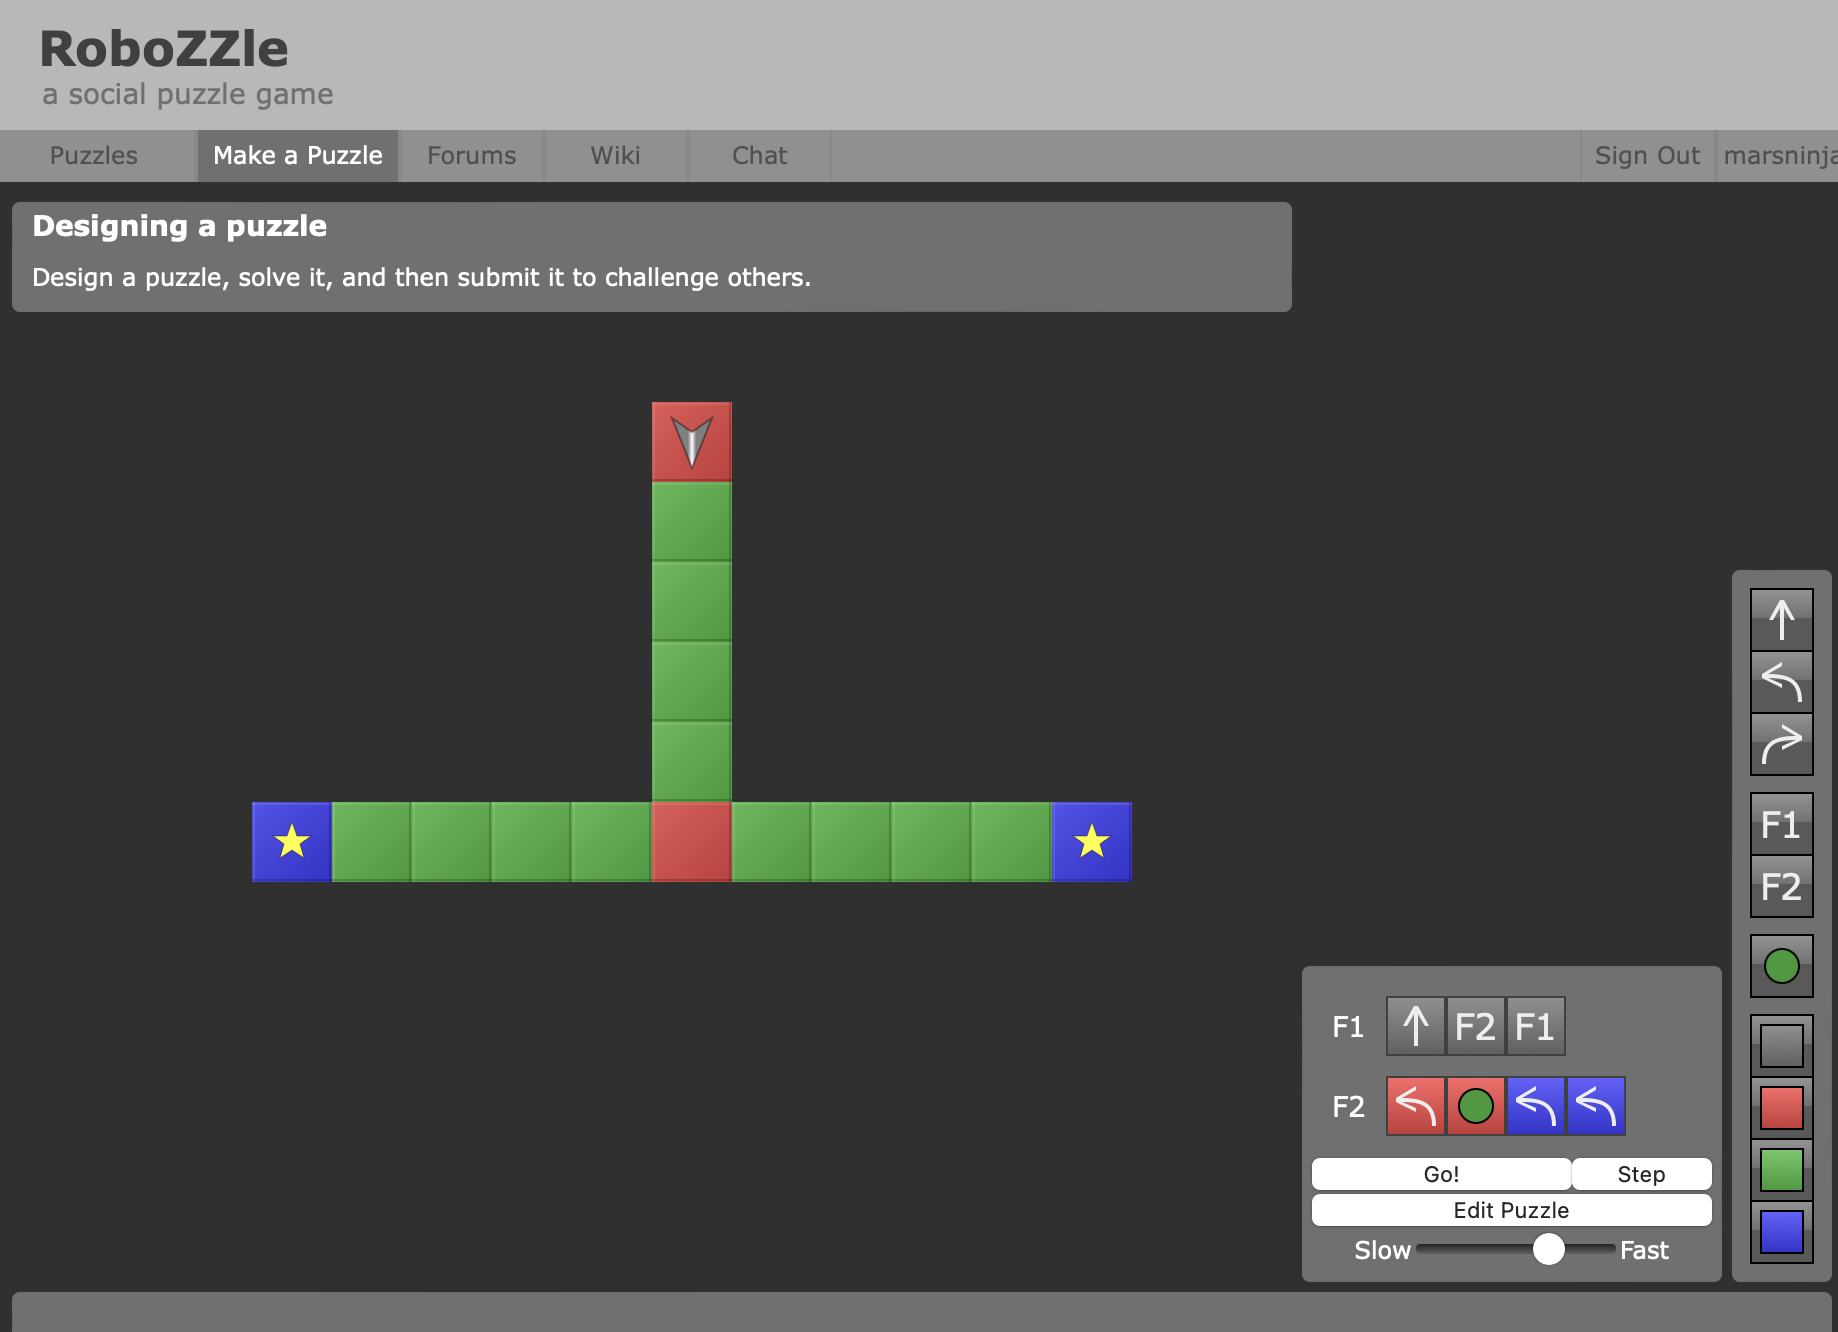 RoboZZle
a social puzzle game
Puzzles Make a Puzzle Forums Wiki Chat Sign Out marsninja
Designing a puzzle
Design a puzzle, solve it, and then submit it to challenge others.
F1
F2
F1 F2 F1
F2
Go! Step
Edit Puzzle
Slow Fast